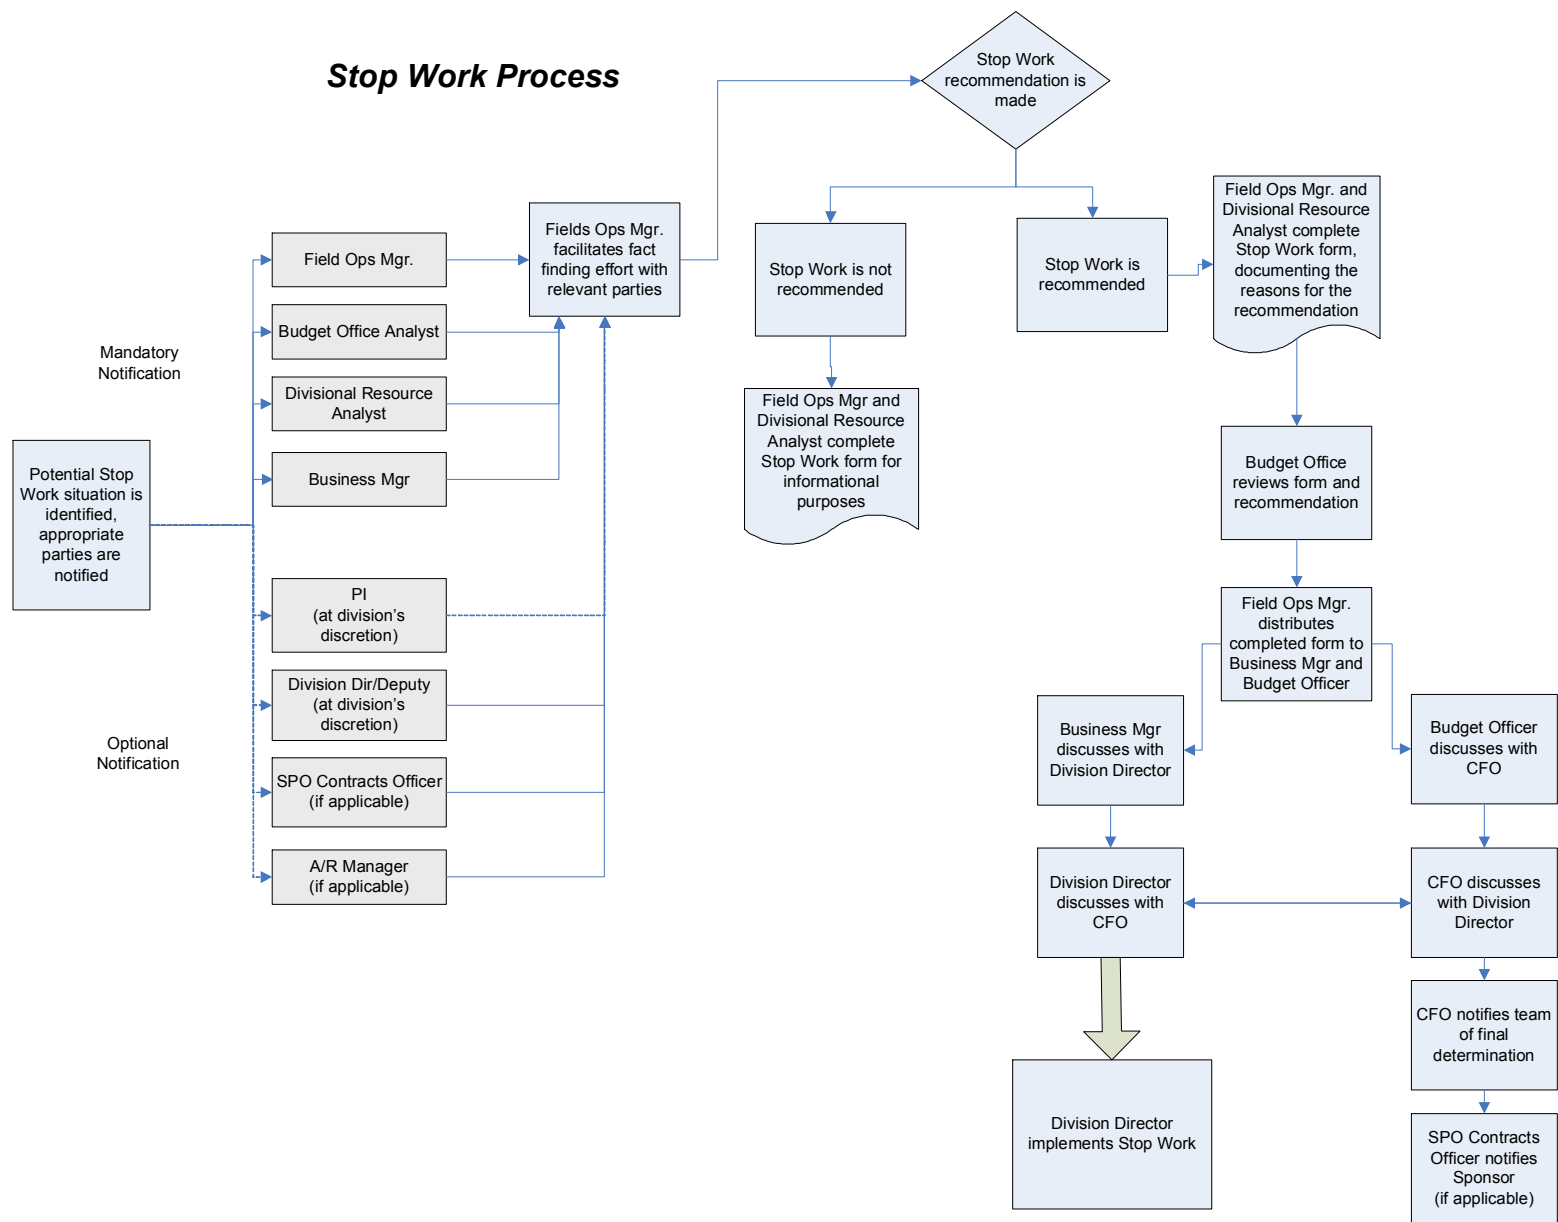 Stop Work Process
Stop Work
recommendation is
made
Field Ops Mgr.
Budget Office Analyst
Mandatory
Notification
Divisional Resource
Analyst
Business Mgr
Potential Stop
Work situation is
identified,
appropriate
parties are
notified
PI
(at division’s
discretion)
Division Dir/Deputy
(at division’s
discretion)
Optional
Notification
SPO Contracts Officer
(if applicable)
A/R Manager
(if applicable)
Fields Ops Mgr.
facilitates fact
finding effort with
relevant parties
Stop Work is not
recommended
Field Ops Mgr and
Divisional Resource
Analyst complete
Stop Work form for
informational
purposes
Stop Work is
recommended
Field Ops Mgr. and
Divisional Resource
Analyst complete
Stop Work form,
documenting the
reasons for the
recommendation
Budget Office
reviews form and
recommendation
Field Ops Mgr.
distributes
completed form to
Business Mgr and
Budget Officer
Business Mgr
discusses with
Division Director
Budget Officer
discusses with
CFO
Division Director
discusses with
CFO
CFO discusses
with Division
Director
CFO notifies team
of final
determination
Division Director
implements Stop Work
SPO Contracts
Officer notifies
Sponsor
(if applicable)